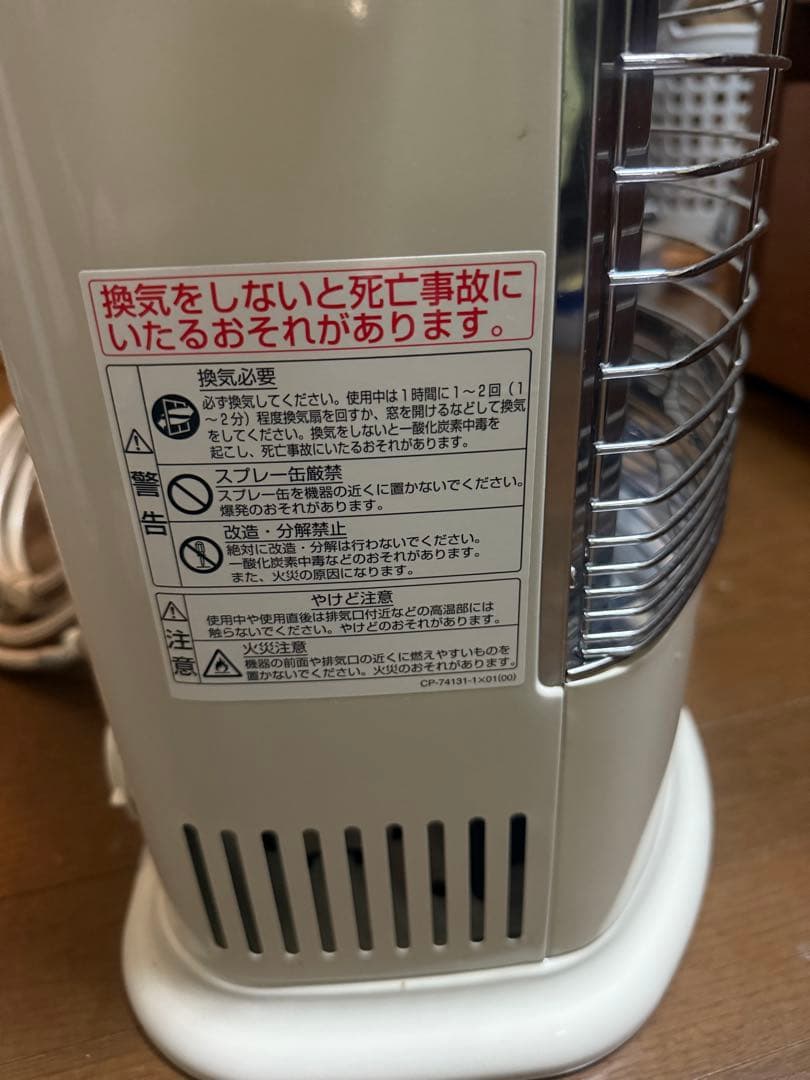 換気をしないと死亡事故に
いたるおそれがあります。
警告
換気必要
必ず換気してください。使用中は1時間に1〜2回（1
〜2分）程度換気扇を回すか、窓を開けるなどして換気
をしてください。換気をしないと一酸化炭素中毒を
起こし、死亡事故にいたるおそれがあります。
スプレー缶厳禁
スプレー缶を機器の近くに置かないでください。
爆発のおそれがあります。
改造・分解禁止
絶対に改造・分解は行わないでください。
一酸化炭素中毒などのおそれがあります。
また、火災の原因になります。
注意
やけど注意
使用中や使用直後は排気口付近などの高温部には
触らないでください。やけどのおそれがあります。
火災注意
機器の前面や排気口の近くに燃えやすいものを
置かないでください。火災のおそれがあります。
CP-74131-1×01(00)